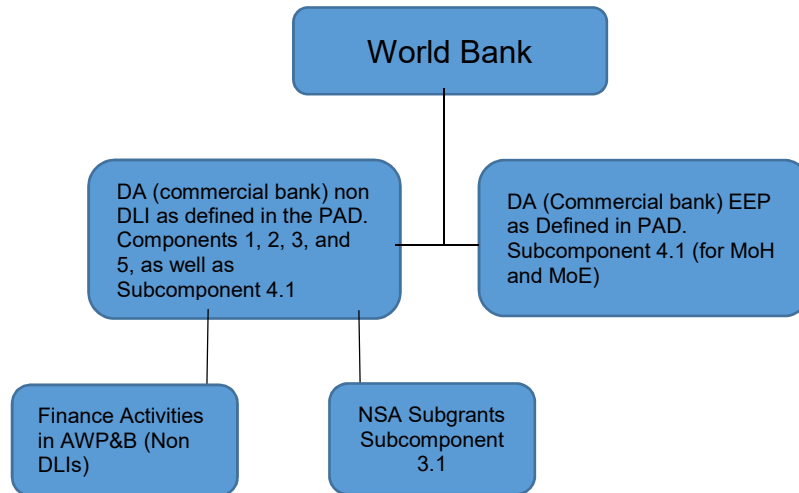 World Bank
DA (commercial bank) non
DLI as defined in the PAD.
Components 1, 2, 3, and
5, as well as
Subcomponent 4.1
DA (Commercial bank) EEP
as Defined in PAD.
Subcomponent 4.1 (for MoH
and MoE)
Finance Activities
in AWP&B (Non
DLIs)
NSA Subgrants
Subcomponent
3.1